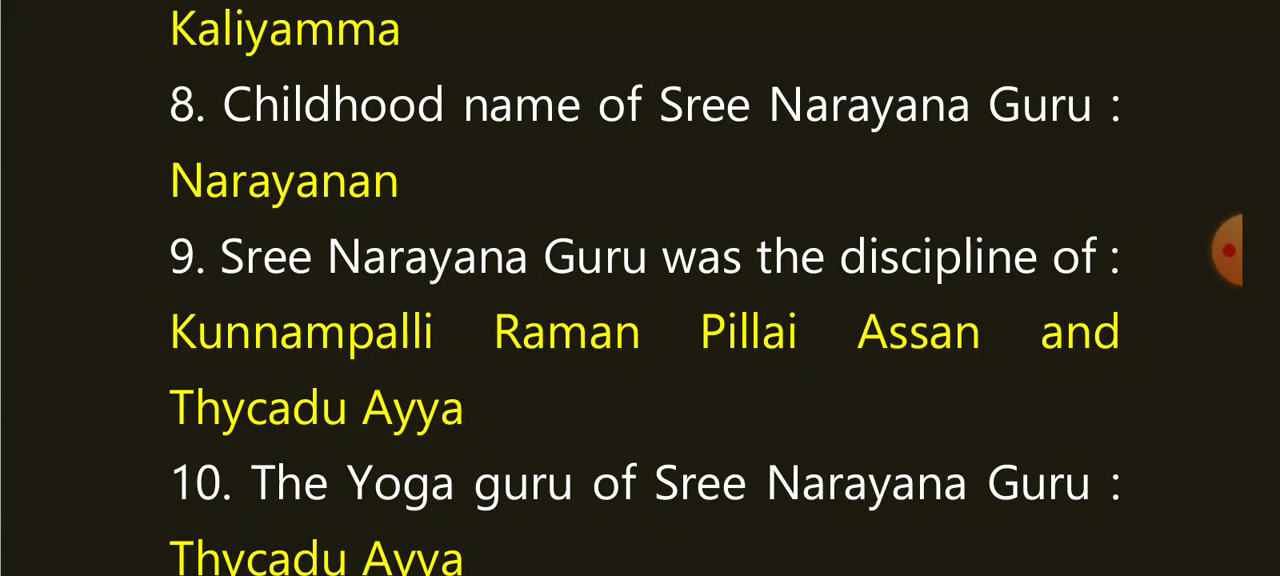 Kaliyamma
8. Childhood name of Sree Narayana Guru :
Narayanan
9. Sree Narayana Guru was the discipline of :
Kunnampalli Raman Pillai Assan and
Thycadu Ayya
10. The Yoga guru of Sree Narayana Guru :
Thycadu Ayya